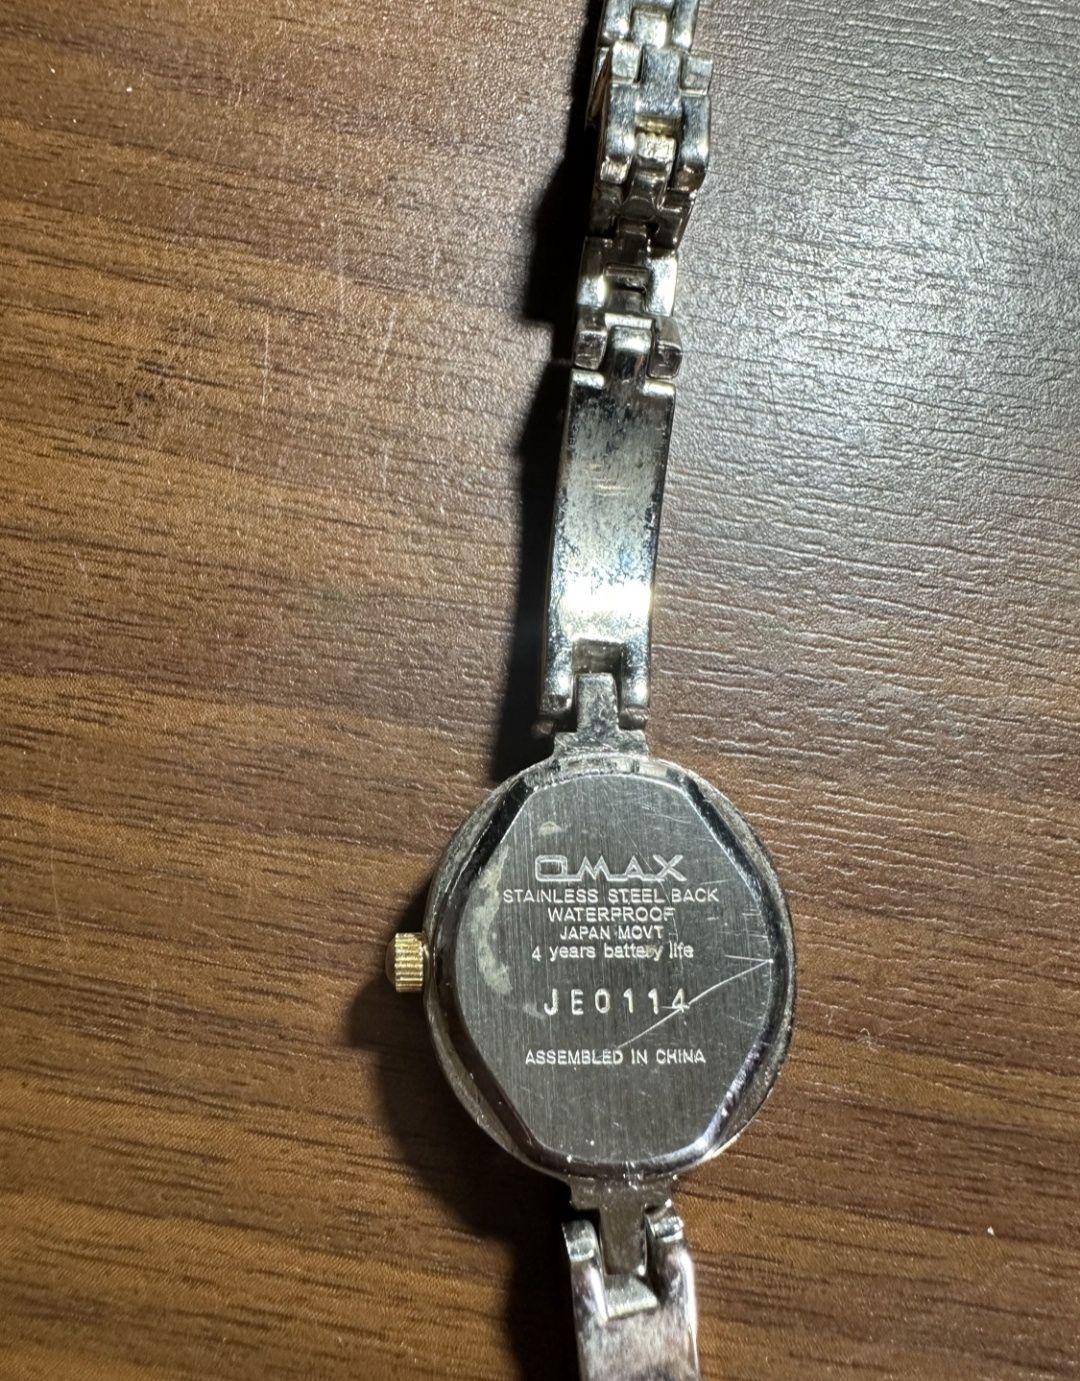 OMAX
STAINLESS STEEL BACK
WATERPROOF
JAPAN MOVT
4 years battery life
JE0114
ASSEMBLED IN CHINA